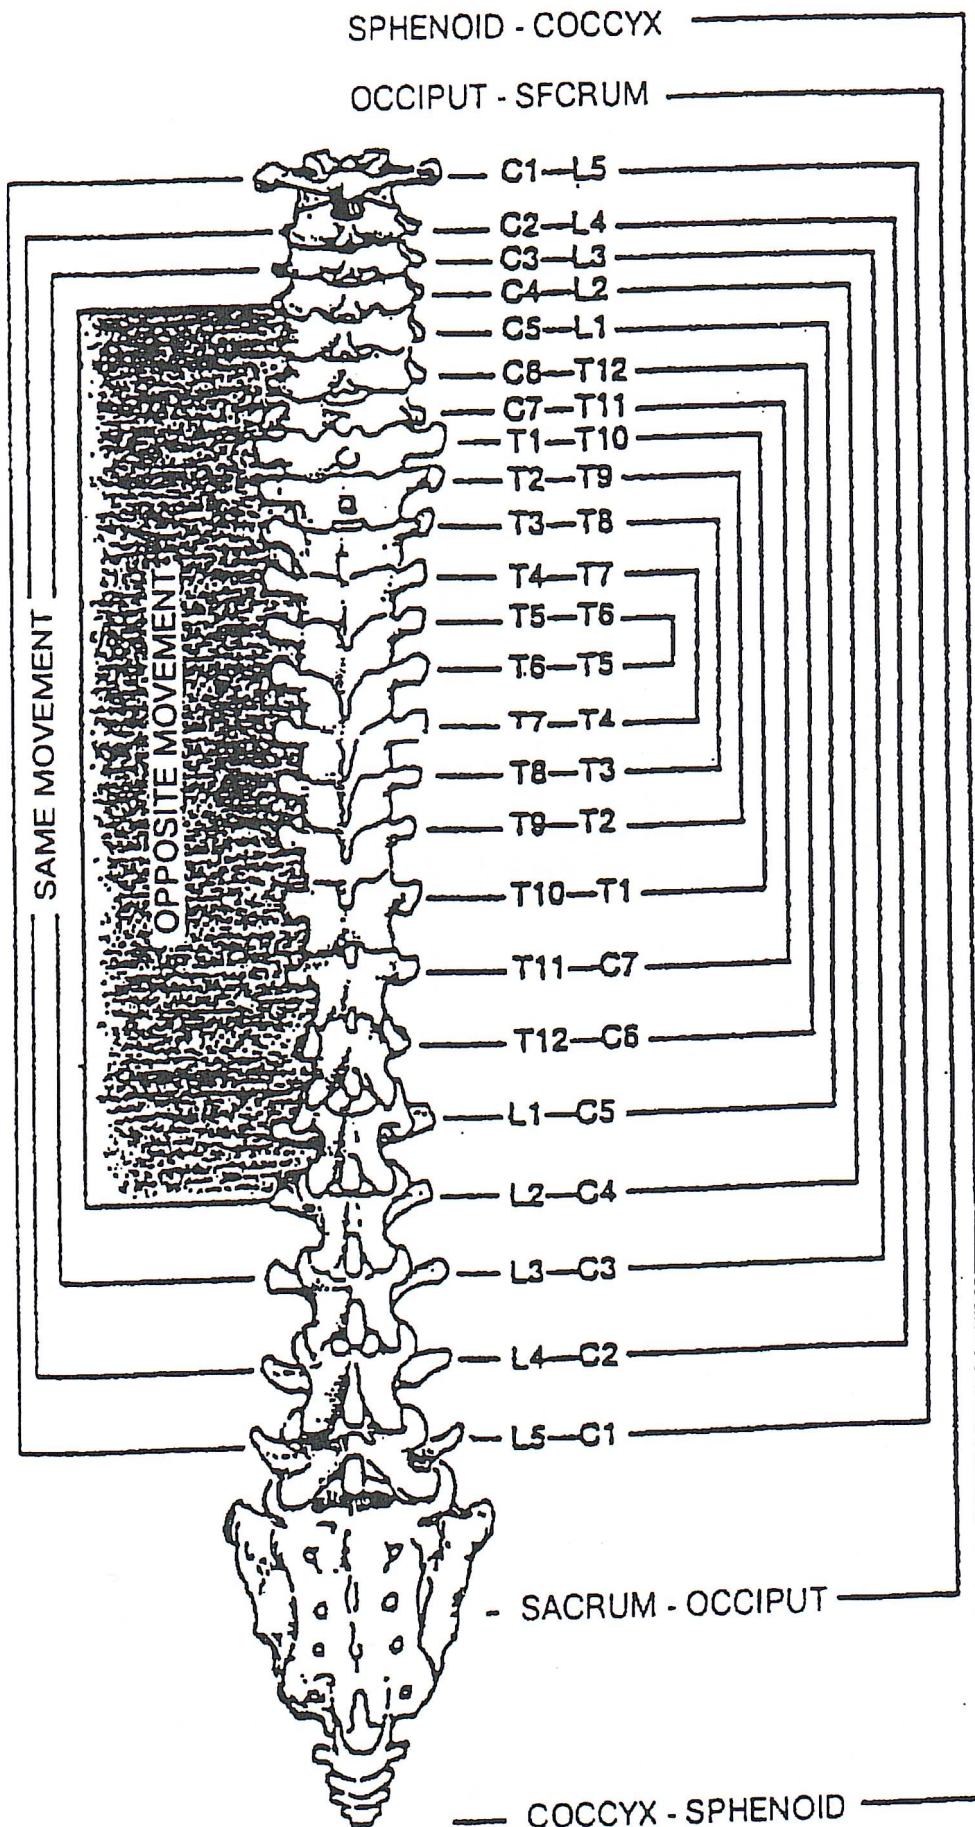 SPHENOID - COCCYX
OCCIPUT - SFCRUM
C1—L5
C2—L4
C3—L3
C4—L2
C5—L1
C6—T12
C7—T11
T1—T10
T2—T9
T3—T8
T4—T7
T5—T6
T6—T5
T7—T4
T8—T3
T9—T2
T10—T1
T11—C7
T12—C6
L1—C5
L2—C4
L3—C3
L4—C2
L5—C1
SACRUM - OCCIPUT
COCCYX - SPHENOID
SAME MOVEMENT
OPPOSITE MOVEMENT